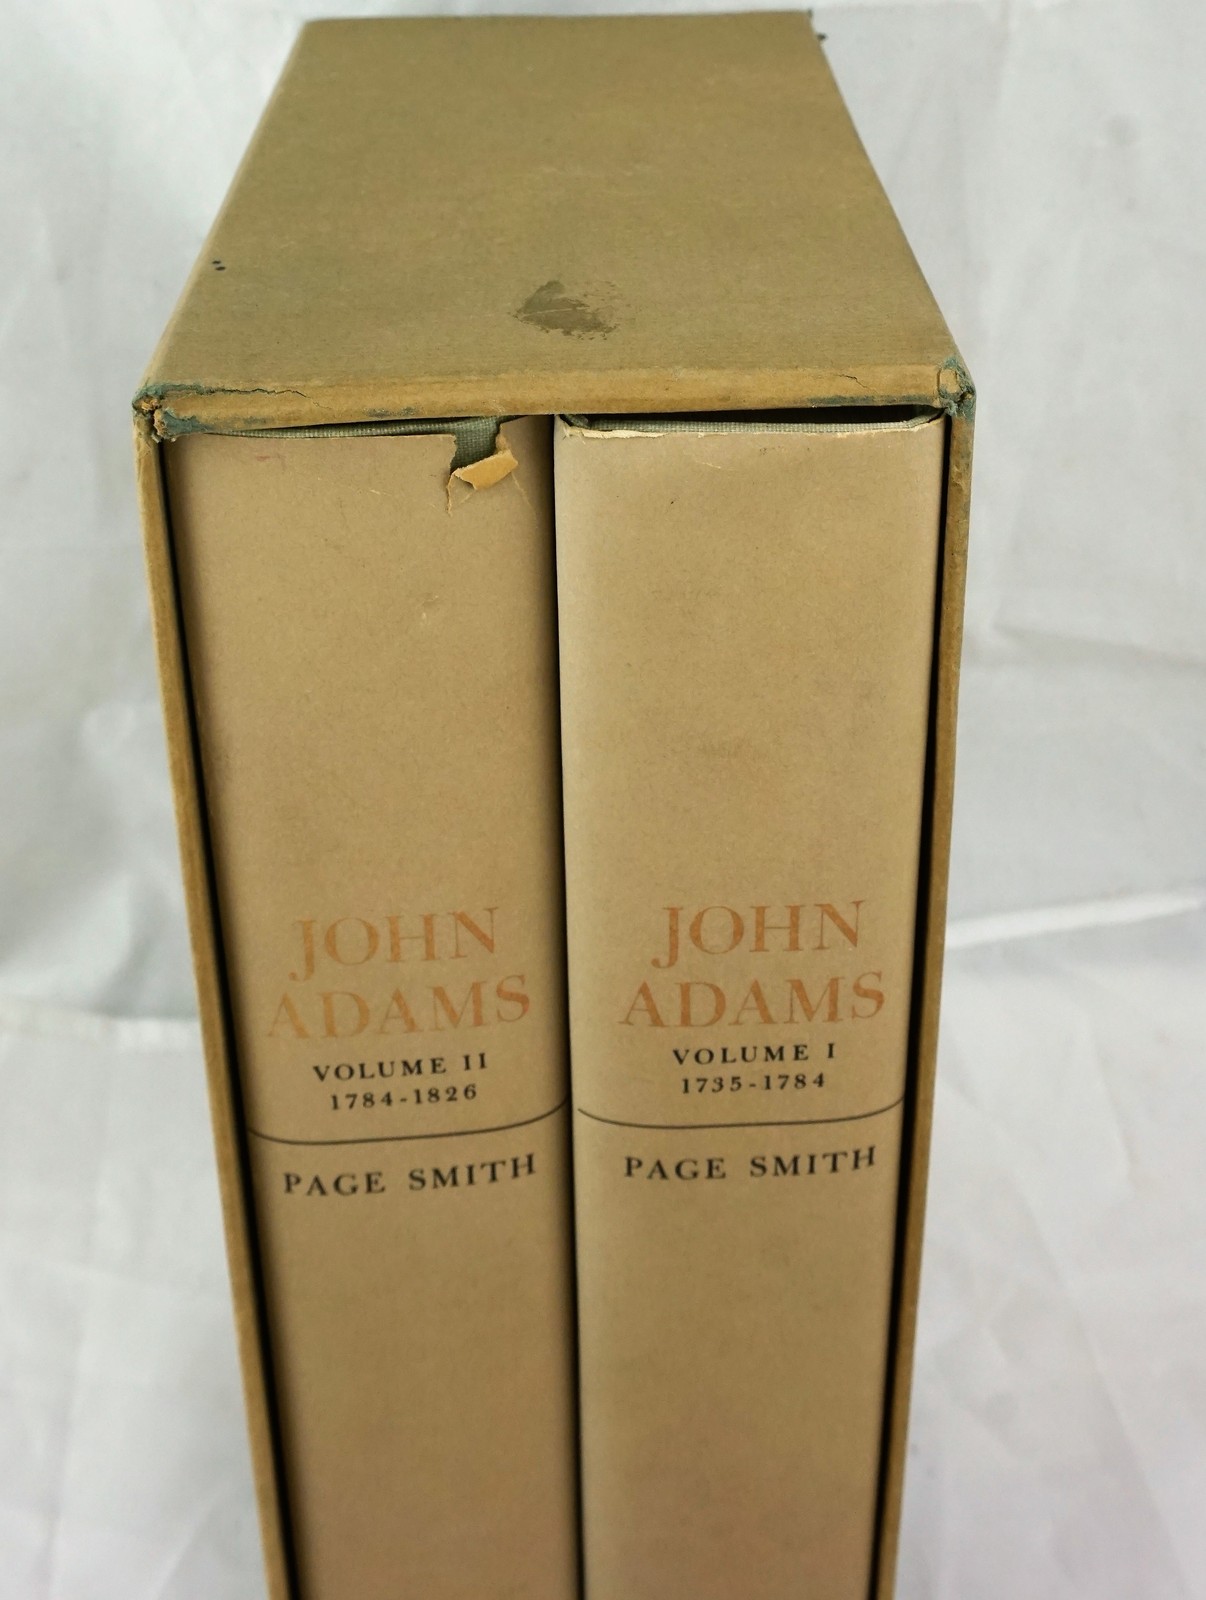 JOHN
ADAMS
VOLUME II
1784-1826
PAGE SMITH
JOHN
ADAMS
VOLUME I
1735-1784
PAGE SMITH